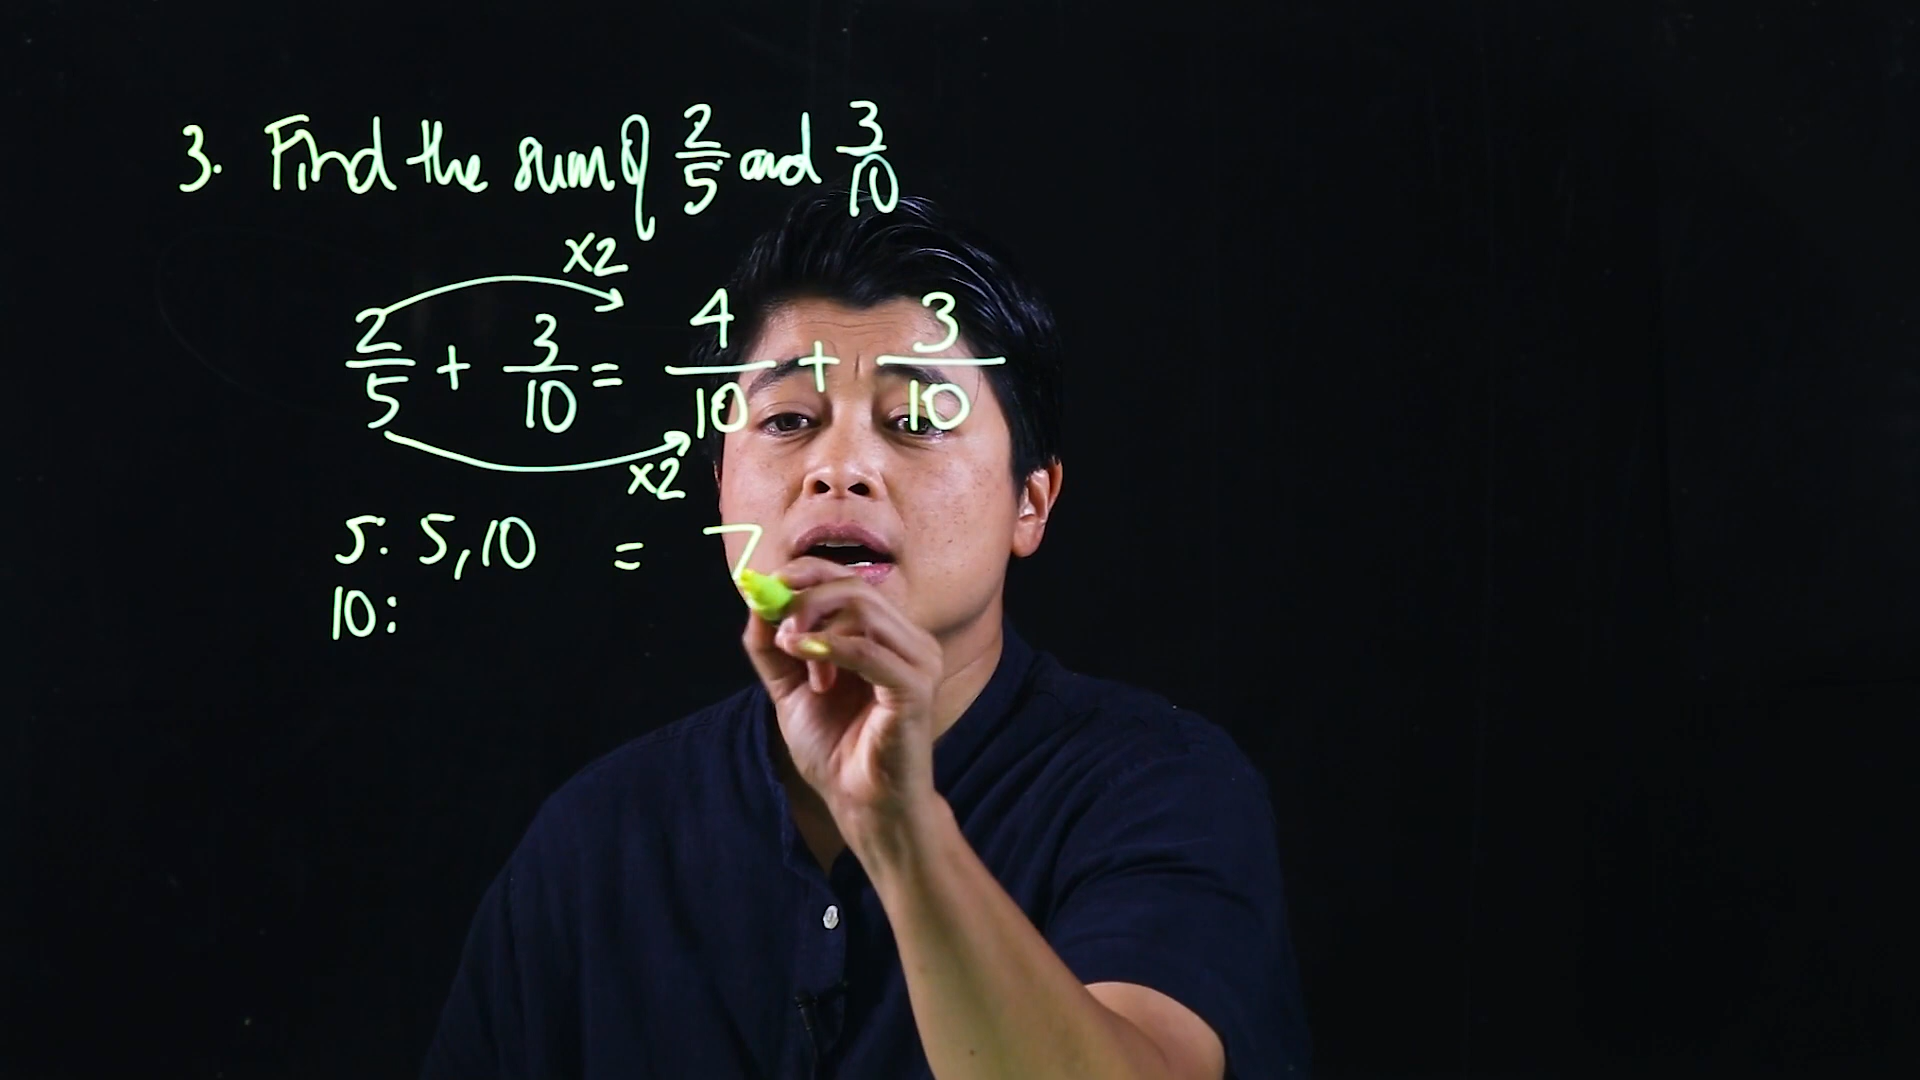 3. Find the sum of 2/5 and 3/10
x2
2/5 + 3/10 = 4/10 + 3/10
x2
5: 5,10 = 7
10: